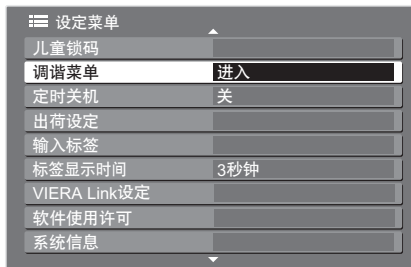 设定菜单
儿童锁码
调谐菜单 进入
定时关机 关
出荷设定
输入标签
标签显示时间 3秒钟
VIERA Link设定
软件使用许可
系统信息